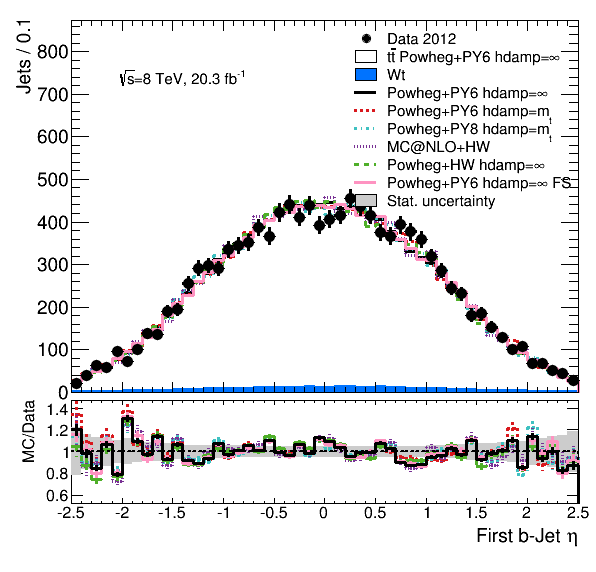 Jets / 0.1
800
700
600
500
400
300
200
100
0
√s=8 TeV, 20.3 fb⁻¹
Data 2012
tt̄ Powheg+PY6 hdamp=∞
Wt
Powheg+PY6 hdamp=∞
Powheg+PY6 hdamp=mₜ
Powheg+PY8 hdamp=mₜ
MC@NLO+HW
Powheg+HW hdamp=∞
Powheg+PY6 hdamp=∞ FS
Stat. uncertainty
MC/Data
1.4
1.2
1
0.8
0.6
-2.5 -2 -1.5 -1 -0.5 0 0.5 1 1.5 2 2.5
First b-Jet η